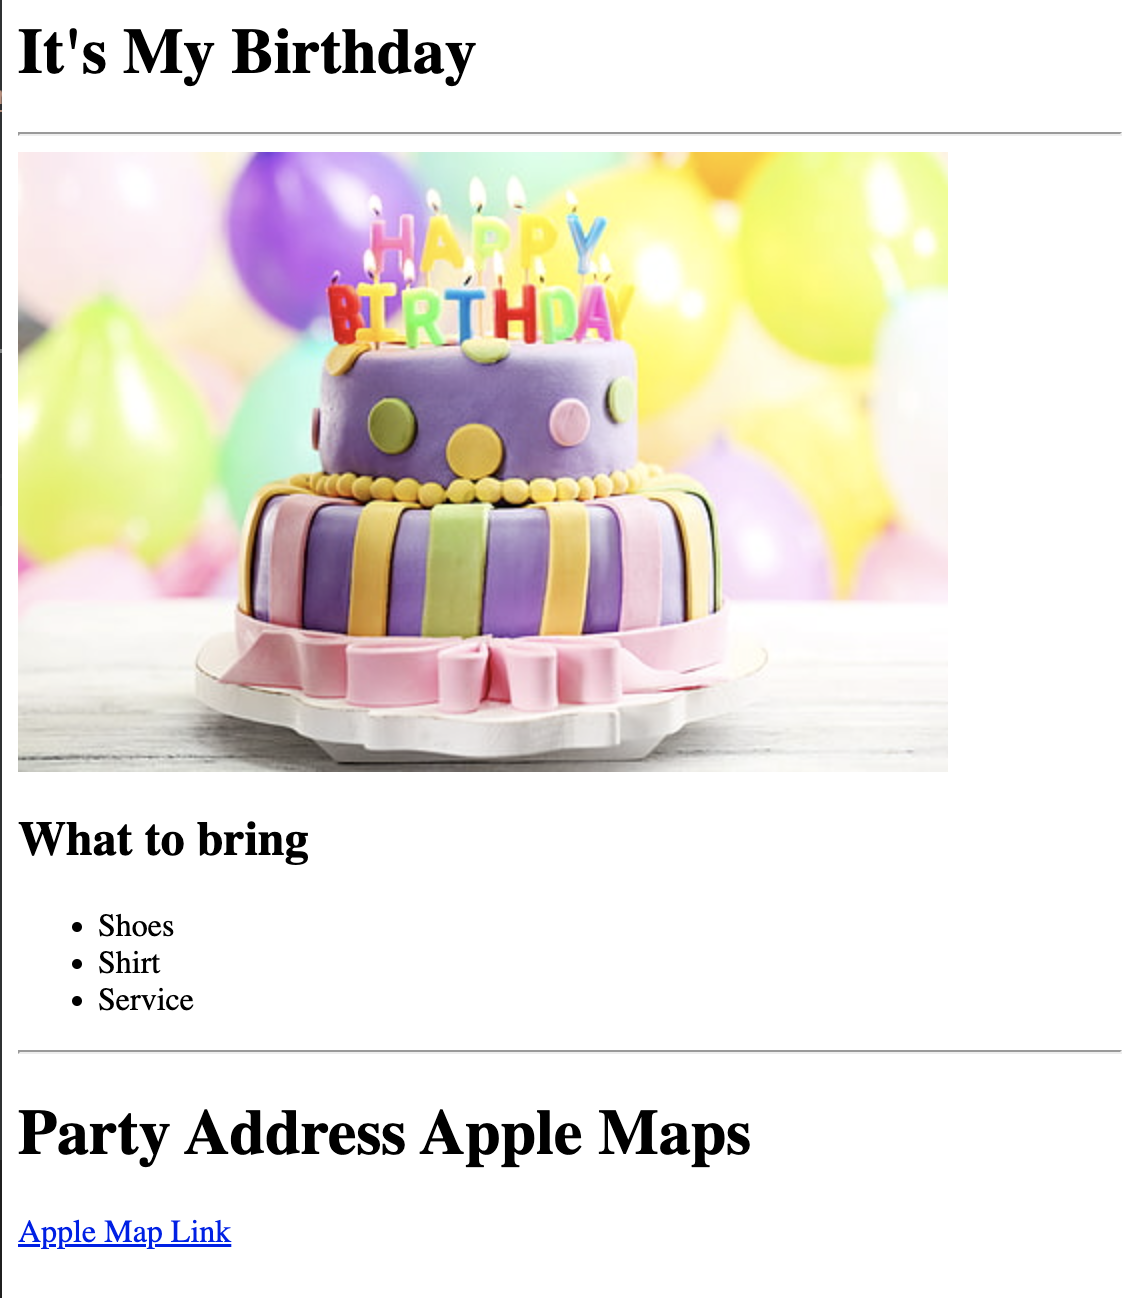 It's My Birthday
HAPPY
BIRTHDAY
What to bring
Shoes
Shirt
Service
Party Address Apple Maps
Apple Map Link